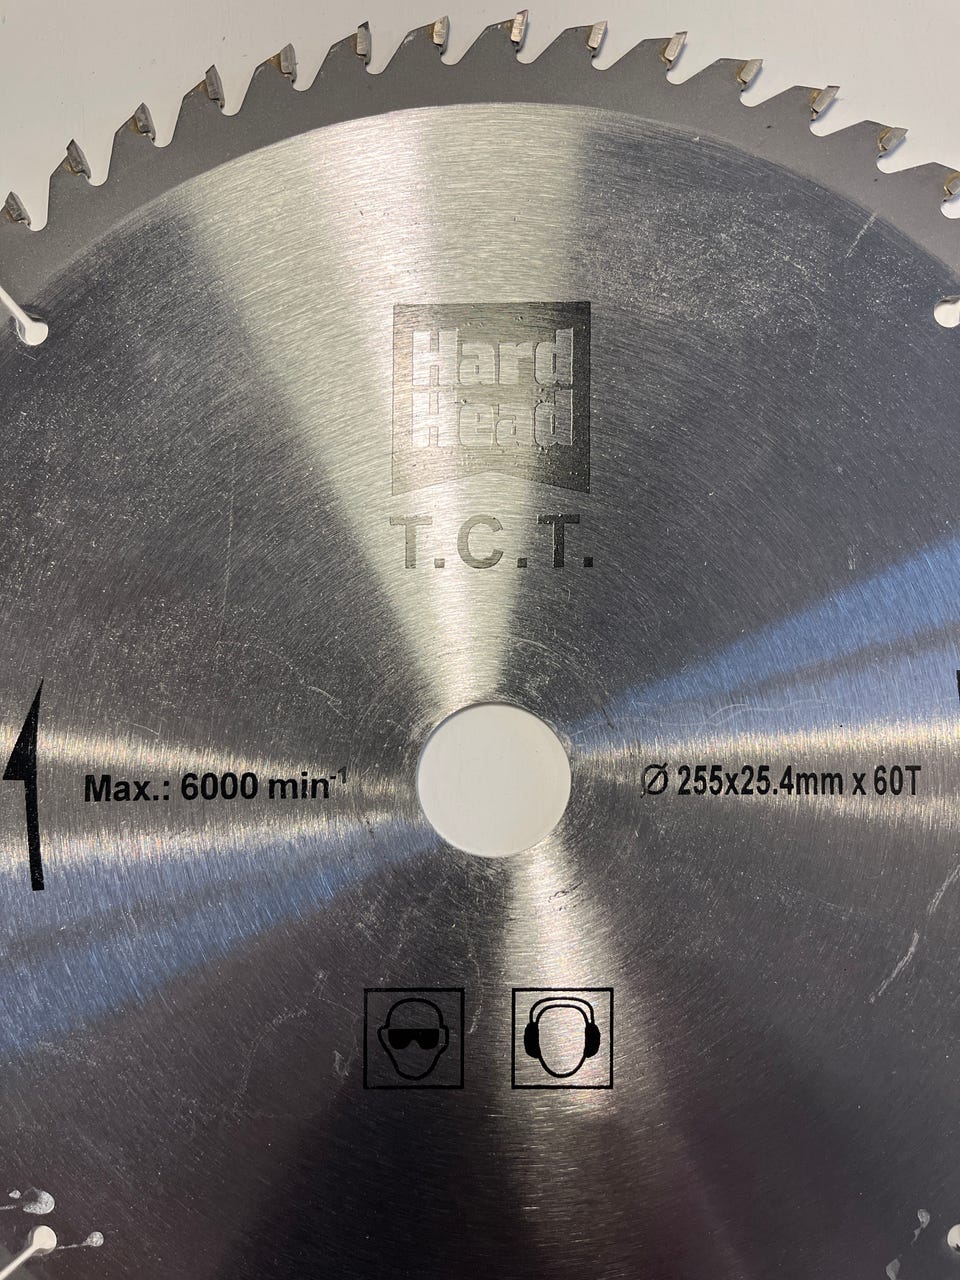 Hard
Head
T.C.T.
Max.: 6000 min⁻¹
Ø 255x25.4mm x 60T